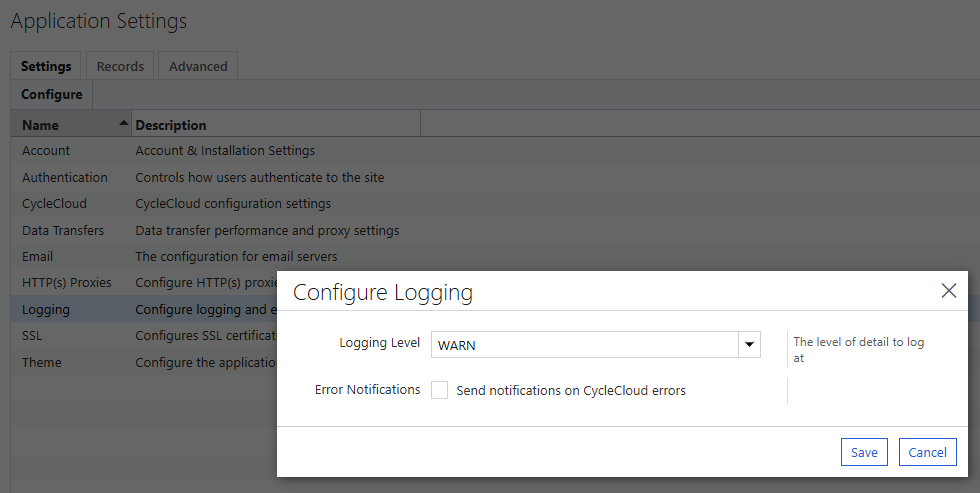 Application Settings
Settings Records Advanced
Configure
Name Description
Account Account & Installation Settings
Authentication Controls how users authenticate to the site
CycleCloud CycleCloud configuration settings
Data Transfers Data transfer performance and proxy settings
Email The configuration for email servers
HTTP(s) Proxies Configure HTTP(s) proxie
Logging Configure logging and e
SSL Configures SSL certificat
Theme Configure the application
Configure Logging
Logging Level WARN The level of detail to log
at
Error Notifications Send notifications on CycleCloud errors
Save Cancel